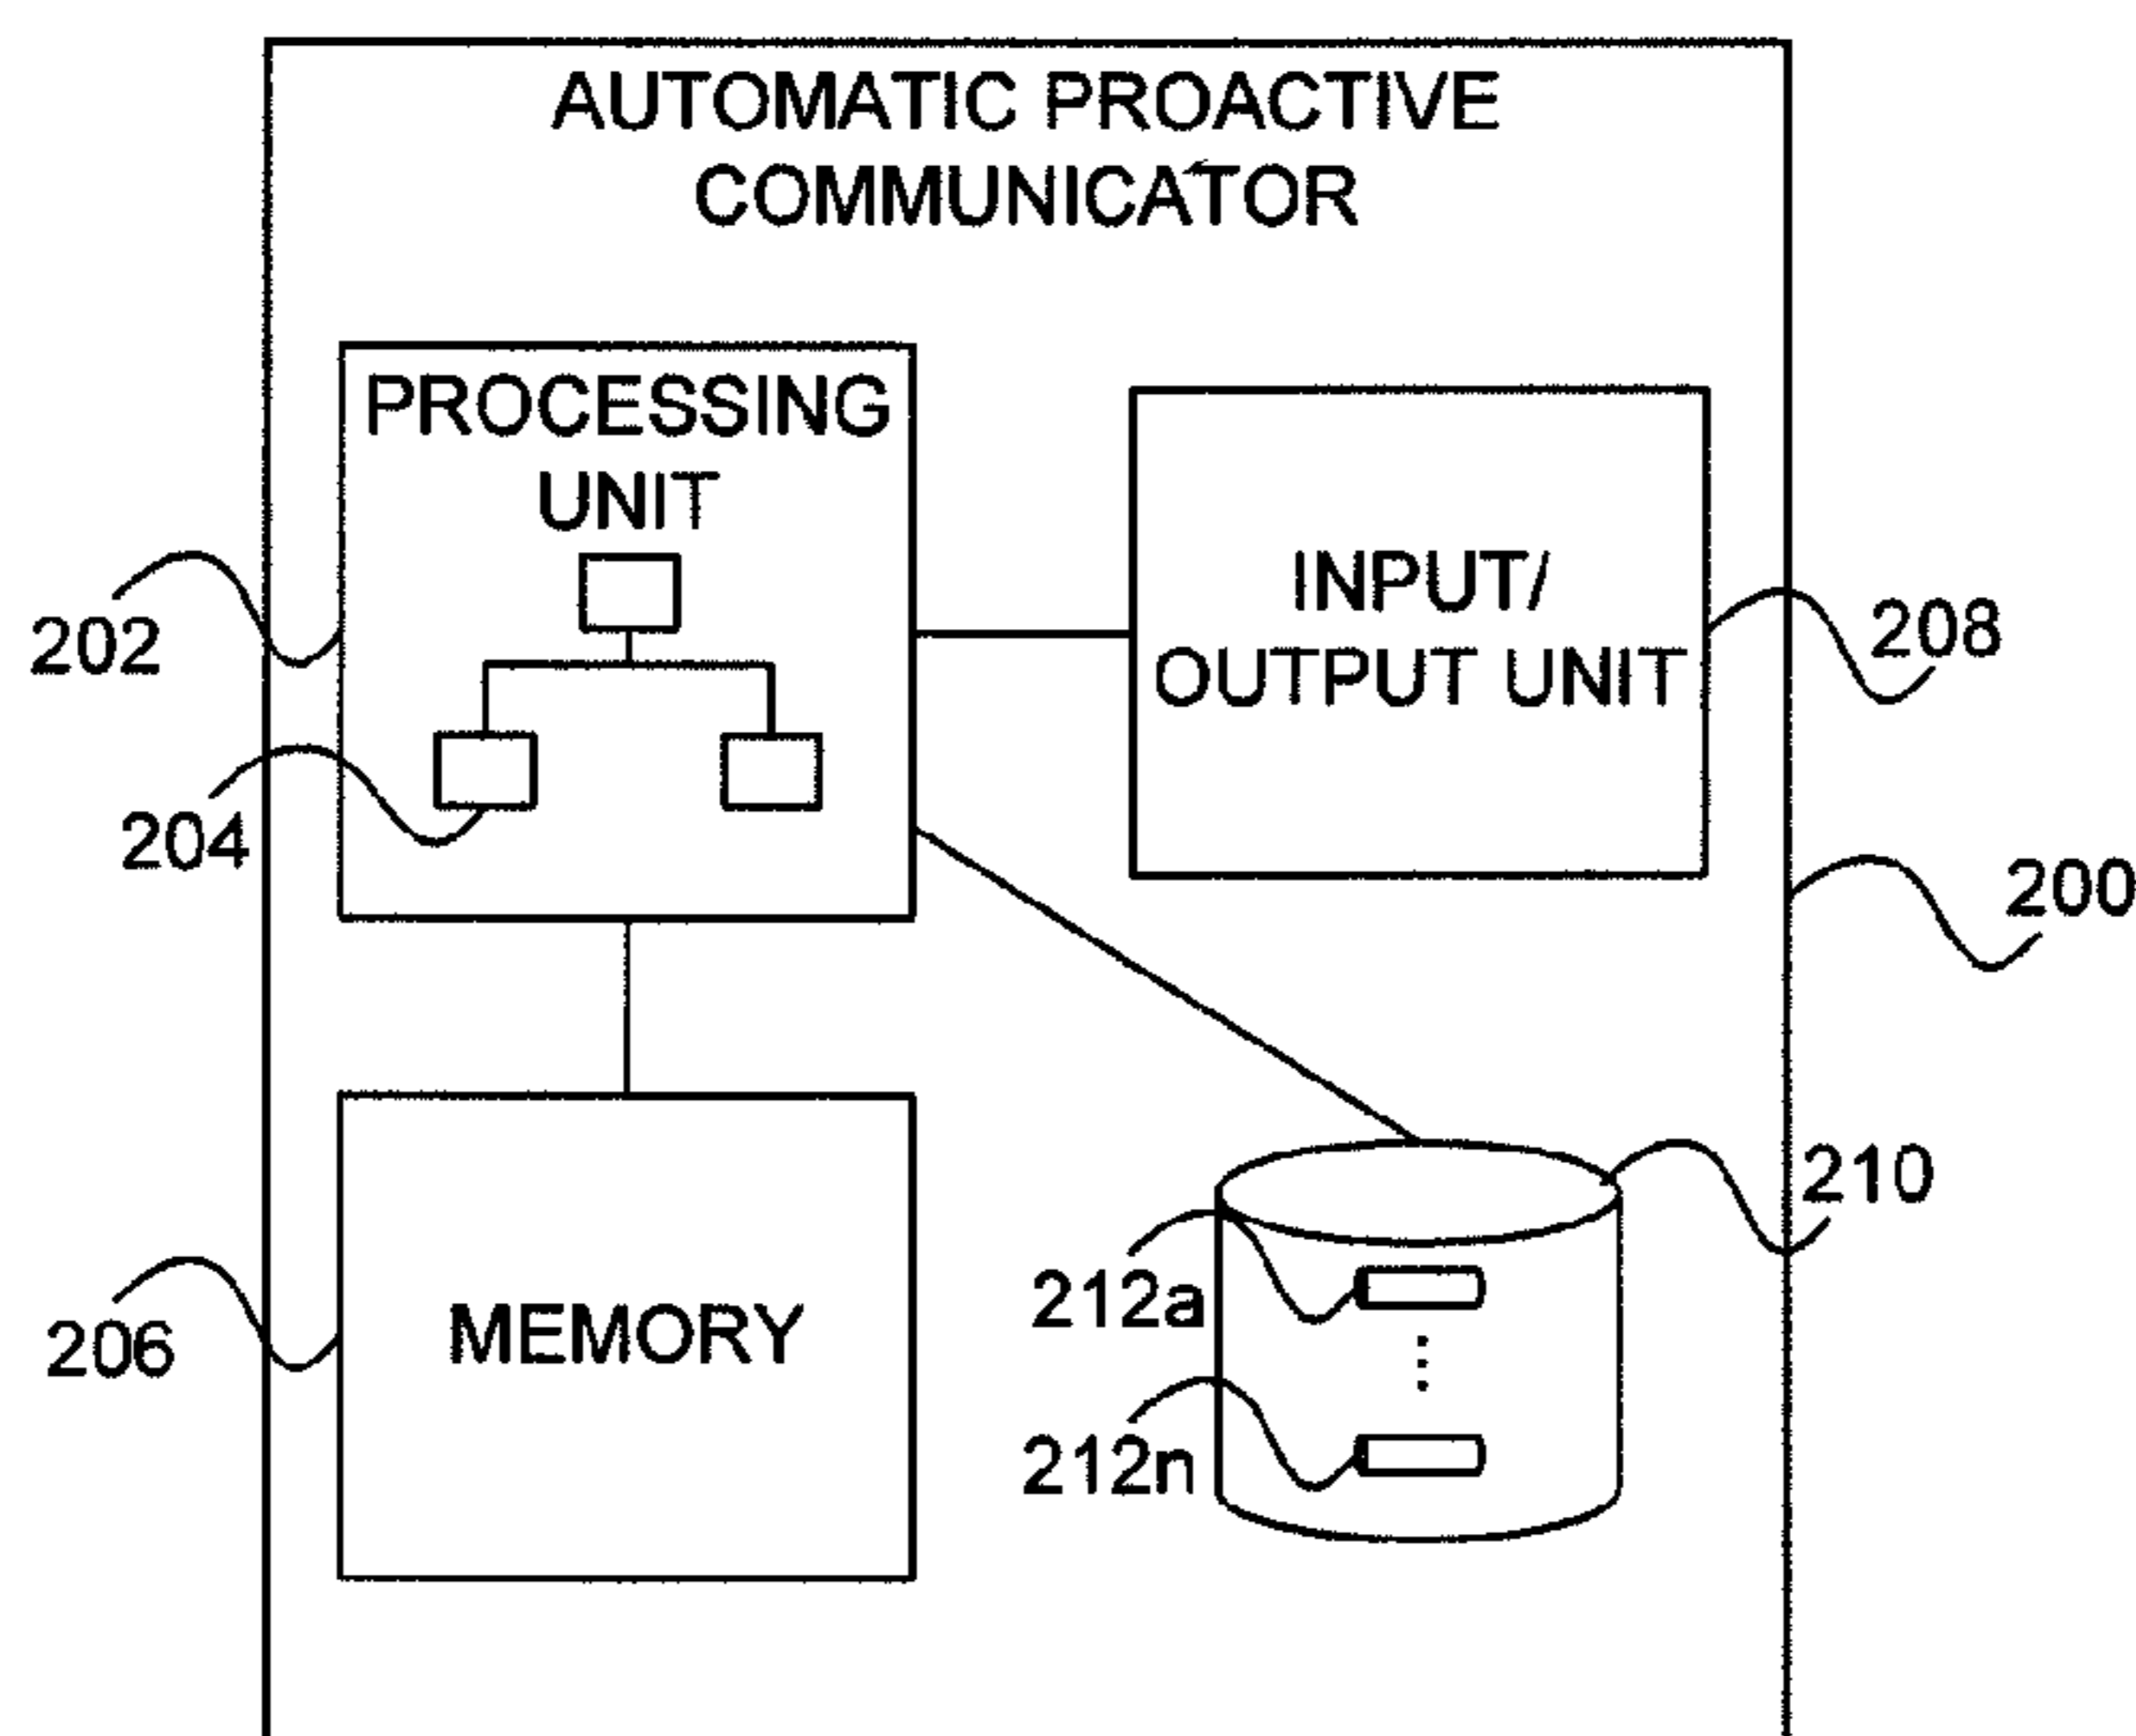 AUTOMATIC PROACTIVE
COMMUNICATOR
PROCESSING
UNIT
INPUT/
OUTPUT UNIT
202
208
204
200
210
212a
206
MEMORY
212n